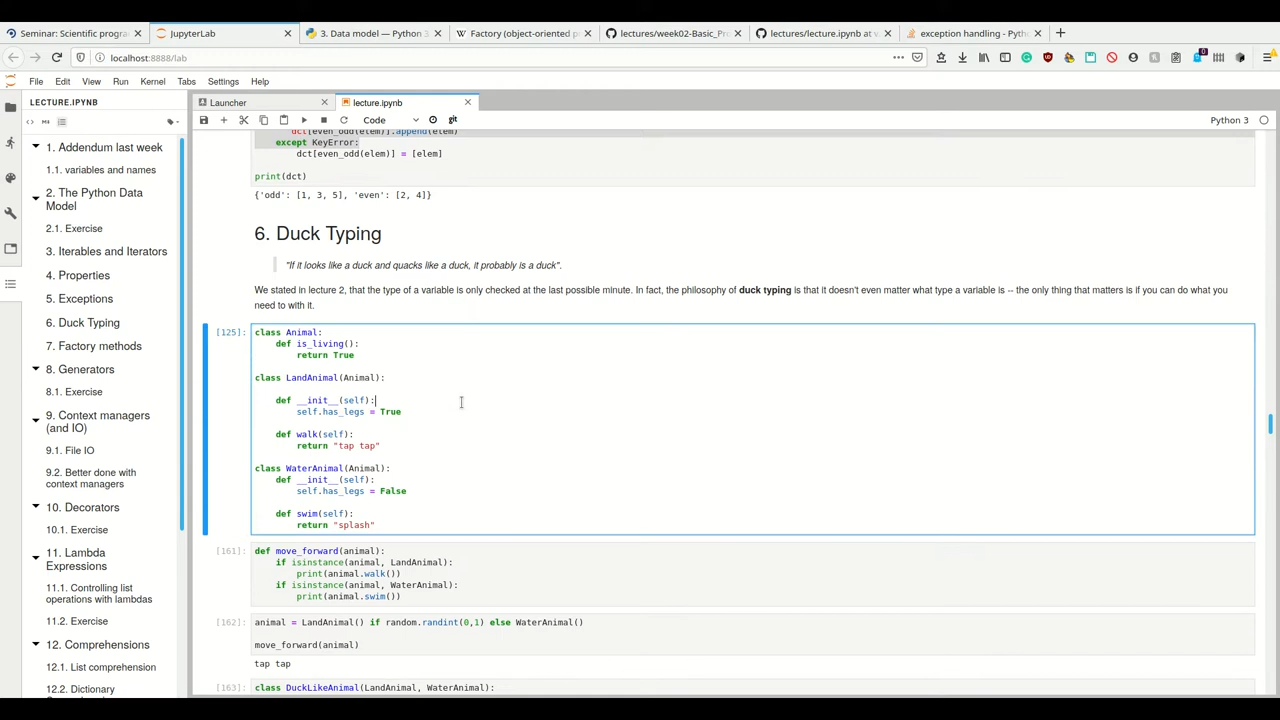 Seminar: Scientific progra
JupyterLab
3. Data model — Python 3
Factory (object-oriented p
lectures/week02-Basic_Pr
lectures/lecture.ipynb at v
exception handling - Pyth
localhost:8888/lab
0
File Edit View Run Kernel Tabs Settings Help
LECTURE.IPYNB
Launcher
lecture.ipynb
Code
git
Python 3
1. Addendum last week
1.1. variables and names
2. The Python Data
Model
2.1. Exercise
3. Iterables and Iterators
4. Properties
5. Exceptions
6. Duck Typing
7. Factory methods
8. Generators
8.1. Exercise
9. Context managers
(and IO)
9.1. File IO
9.2. Better done with
context managers
10. Decorators
10.1. Exercise
11. Lambda
Expressions
11.1. Controlling list
operations with lambdas
11.2. Exercise
12. Comprehensions
12.1. List comprehension
12.2. Dictionary
dct[even_odd(elem)].append(elem)
except KeyError:
dct[even_odd(elem)] = [elem]
print(dct)
{'odd': [1, 3, 5], 'even': [2, 4]}
6. Duck Typing
"If it looks like a duck and quacks like a duck, it probably is a duck".
We stated in lecture 2, that the type of a variable is only checked at the last possible minute. In fact, the philosophy of duck typing is that it doesn't even matter what type a variable is -- the only thing that matters is if you can do what you
need to with it.
[125]:
class Animal:
def is_living():
return True
class LandAnimal(Animal):
def __init__(self):
self.has_legs = True
def walk(self):
return "tap tap"
class WaterAnimal(Animal):
def __init__(self):
self.has_legs = False
def swim(self):
return "splash"
[161]:
def move_forward(animal):
if isinstance(animal, LandAnimal):
print(animal.walk())
if isinstance(animal, WaterAnimal):
print(animal.swim())
[162]:
animal = LandAnimal() if random.randint(0,1) else WaterAnimal()
move_forward(animal)
tap tap
[163]:
class DuckLikeAnimal(LandAnimal, WaterAnimal):